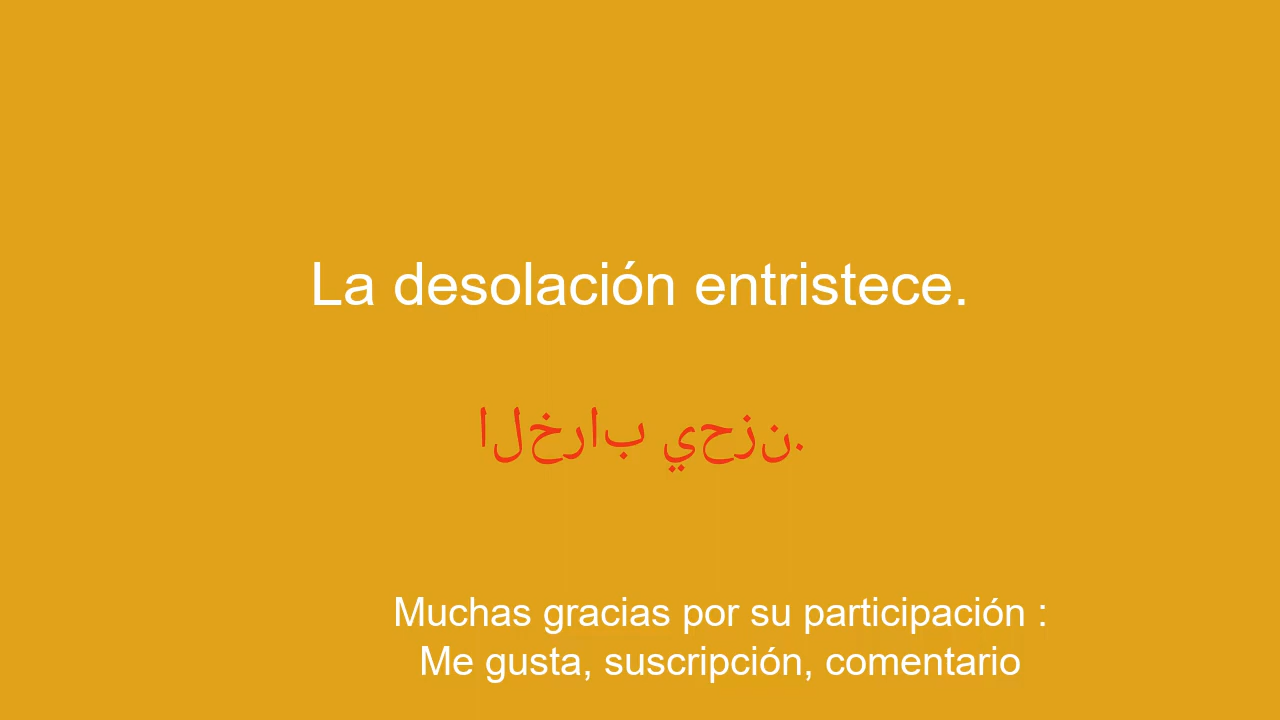 La desolación entristece.
الخراب يحزن.
Muchas gracias por su participación :
Me gusta, suscripción, comentario